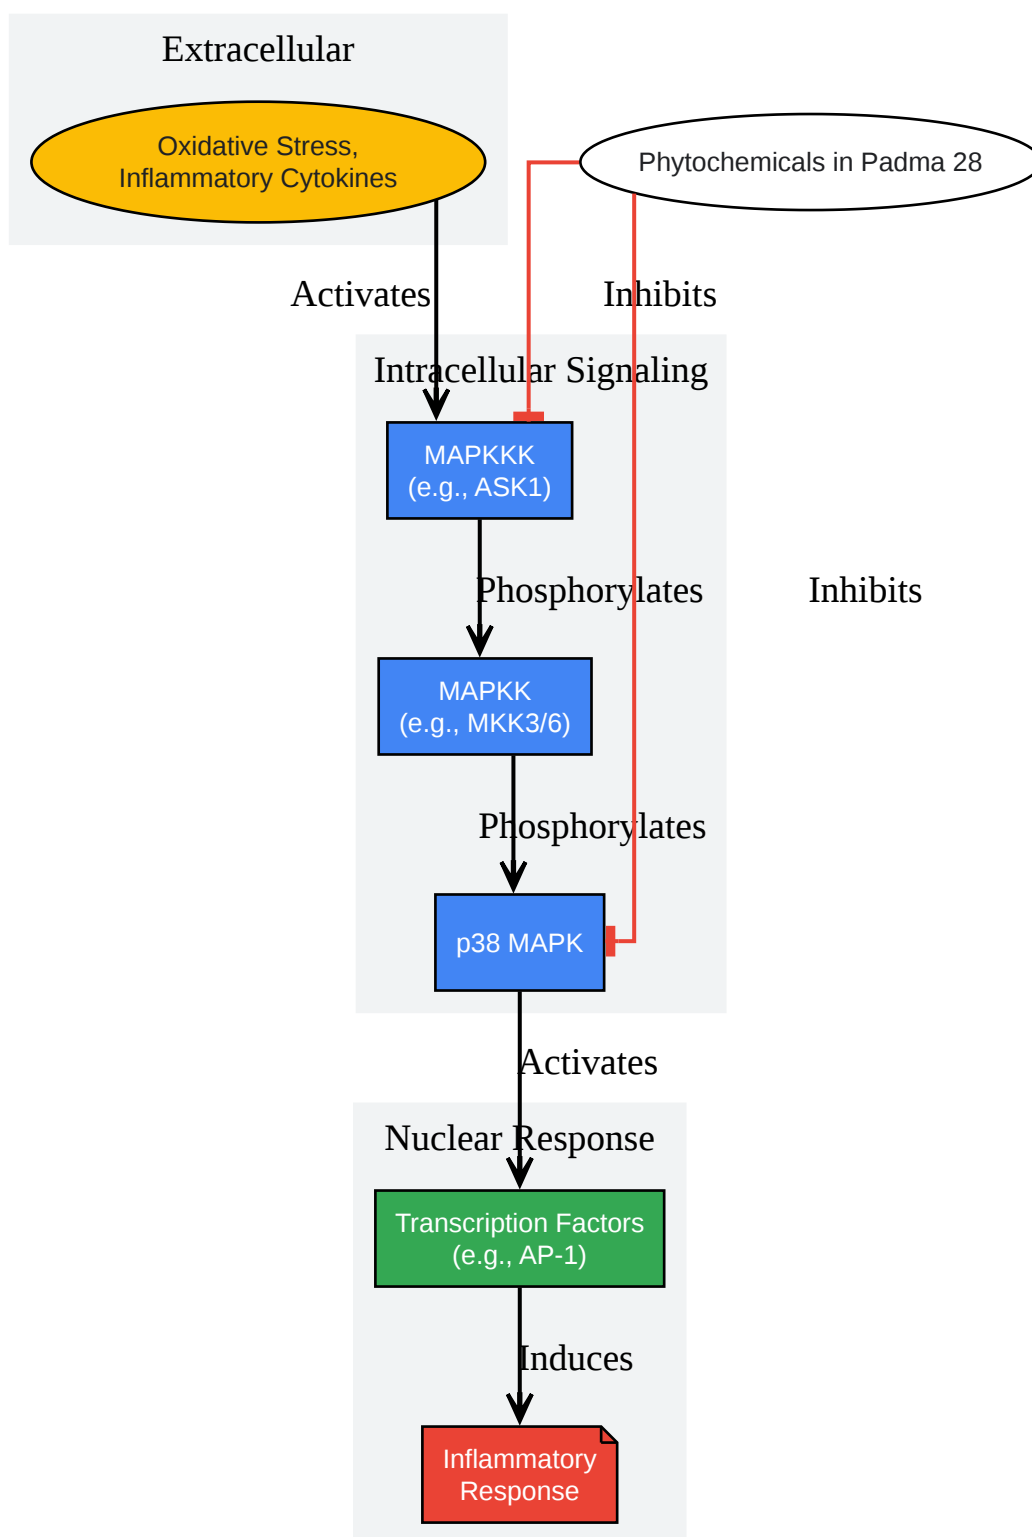 Extracellular
Oxidative Stress,
Inflammatory Cytokines
Phytochemicals in Padma 28
Activates
Inhibits
Intracellular Signaling
MAPKKK
(e.g., ASK1)
Phosphorylates
Inhibits
MAPKK
(e.g., MKK3/6)
Phosphorylates
p38 MAPK
Activates
Nuclear Response
Transcription Factors
(e.g., AP-1)
Induces
Inflammatory
Response